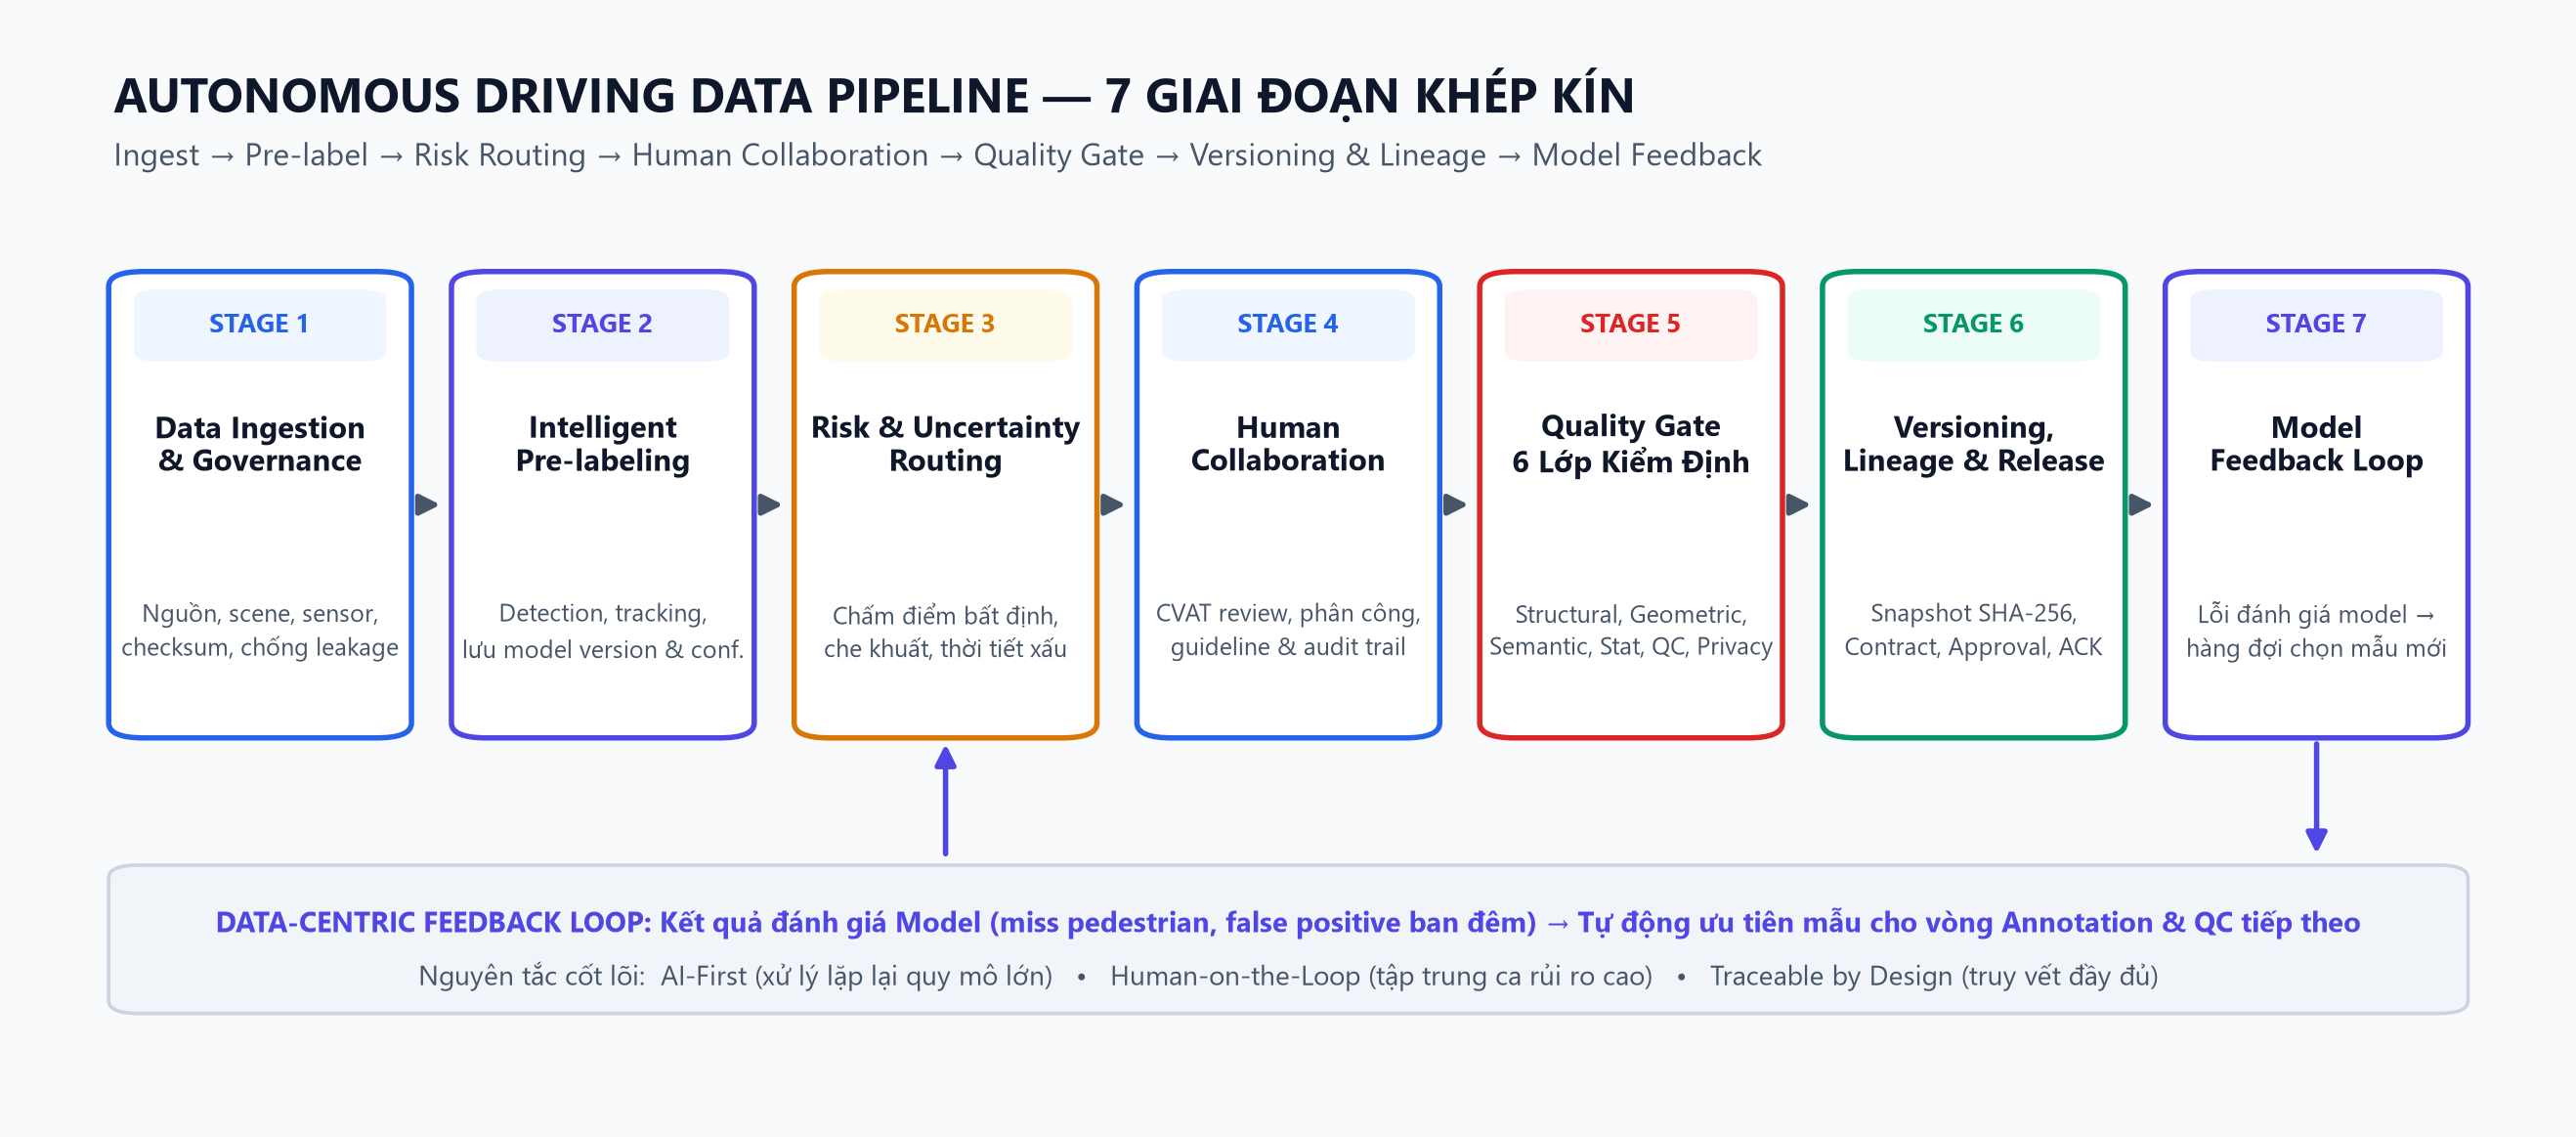 AUTONOMOUS DRIVING DATA PIPELINE — 7 GIAI ĐOẠN KHÉP KÍN
Ingest → Pre-label → Risk Routing → Human Collaboration → Quality Gate → Versioning & Lineage → Model Feedback
STAGE 1
Data Ingestion
& Governance
Nguồn, scene, sensor,
checksum, chống leakage
STAGE 2
Intelligent
Pre-labeling
Detection, tracking,
lưu model version & conf.
STAGE 3
Risk & Uncertainty
Routing
Chấm điểm bất định,
che khuất, thời tiết xấu
STAGE 4
Human
Collaboration
CVAT review, phân công,
guideline & audit trail
STAGE 5
Quality Gate
6 Lớp Kiểm Định
Structural, Geometric,
Semantic, Stat, QC, Privacy
STAGE 6
Versioning,
Lineage & Release
Snapshot SHA-256,
Contract, Approval, ACK
STAGE 7
Model
Feedback Loop
Lỗi đánh giá model →
hàng đợi chọn mẫu mới
DATA-CENTRIC FEEDBACK LOOP: Kết quả đánh giá Model (miss pedestrian, false positive ban đêm) → Tự động ưu tiên mẫu cho vòng Annotation & QC tiếp theo
Nguyên tắc cốt lõi: AI-First (xử lý lặp lại quy mô lớn) • Human-on-the-Loop (tập trung ca rủi ro cao) • Traceable by Design (truy vết đầy đủ)